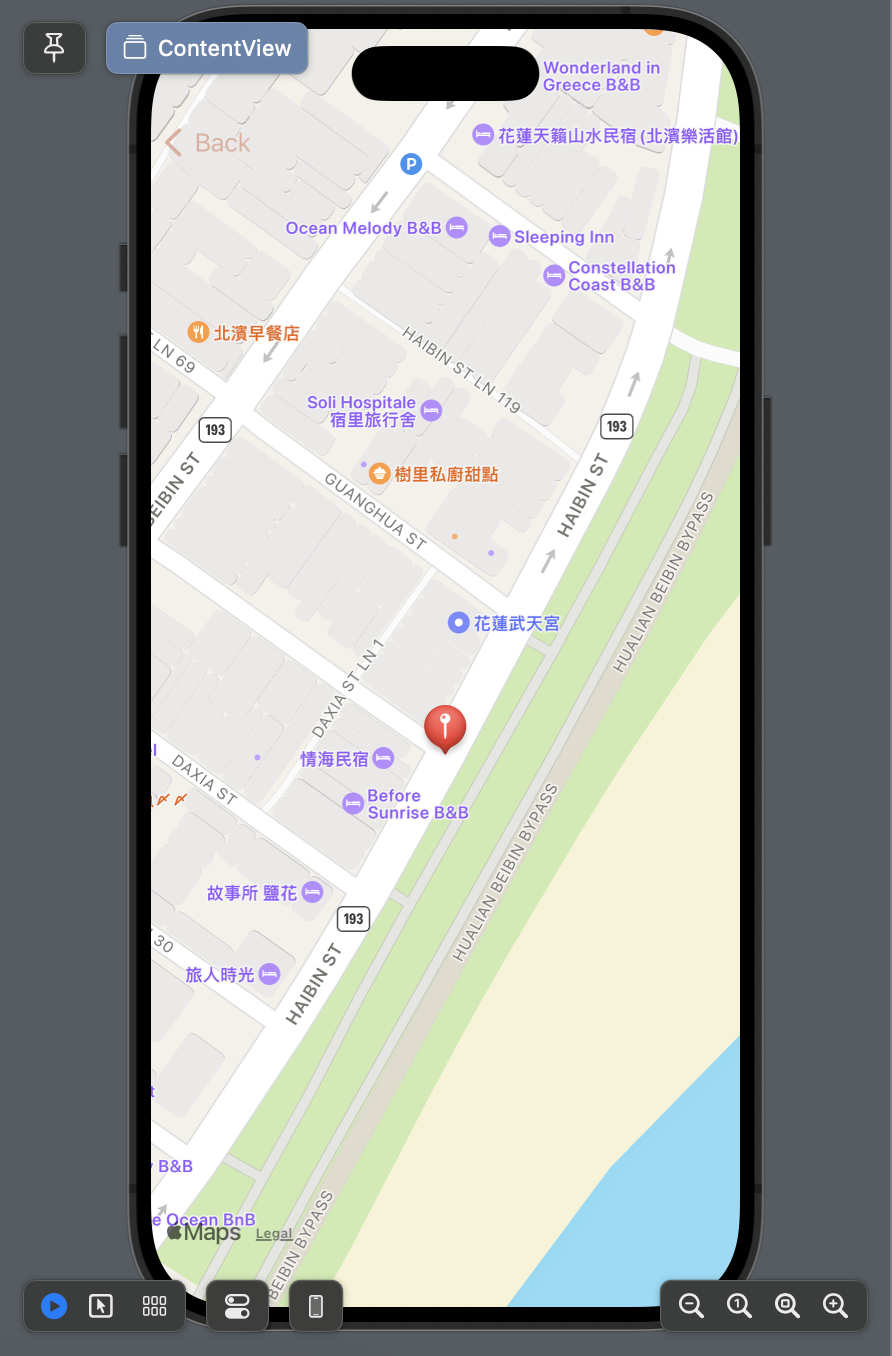 ContentView
Wonderland in
Greece B&B
花蓮天籟山水民宿(北濱樂活館)
Back
P
Ocean Melody B&B
Sleeping Inn
Constellation
Coast B&B
北濱早餐店
LN 69
HAIBIN ST LN 119
Soli Hospitale
宿里旅行舍
193
193
樹里私廚甜點
BEIBIN ST
GUANGHUA ST
HAIBIN ST
HUALIAN BEIBIN BYPASS
花蓮武天宮
DAXIA ST LN 1
情海民宿
DAXIA ST
Before
Sunrise B&B
HUALIAN BEIBIN BYPASS
故事所 鹽花
193
30
旅人時光
HAIBIN ST
B&B
Ocean BnB
Maps
Legal
BEIBIN BYPASS
1